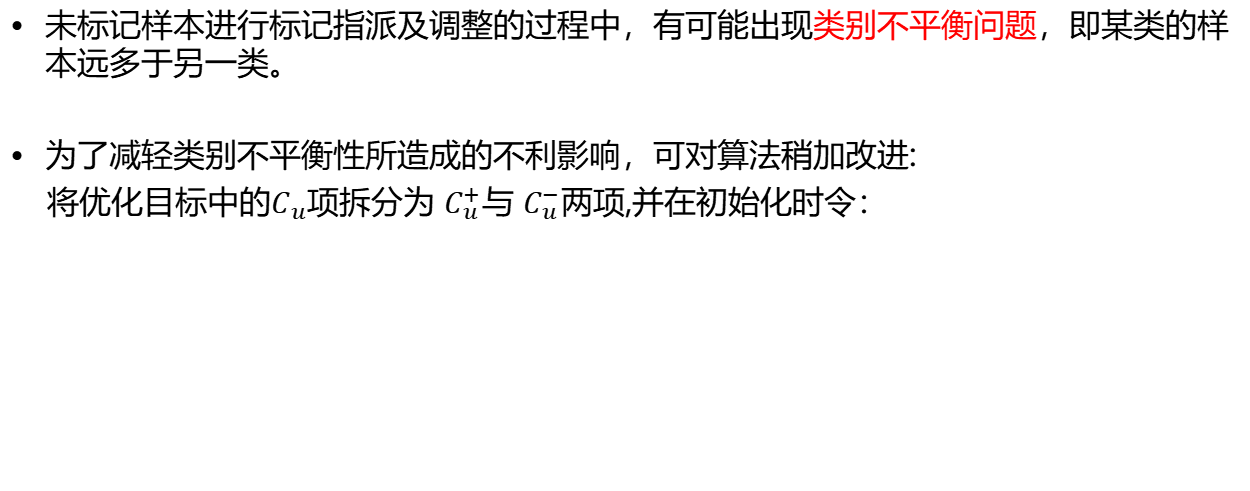 • 未标记样本进行标记指派及调整的过程中，有可能出现类别不平衡问题，即某类的样
本远多于另一类。
• 为了减轻类别不平衡性所造成的不利影响，可对算法稍加改进:
将优化目标中的𝐶ᵤ项拆分为 𝐶ᵤ⁺与 𝐶ᵤ⁻两项,并在初始化时令：